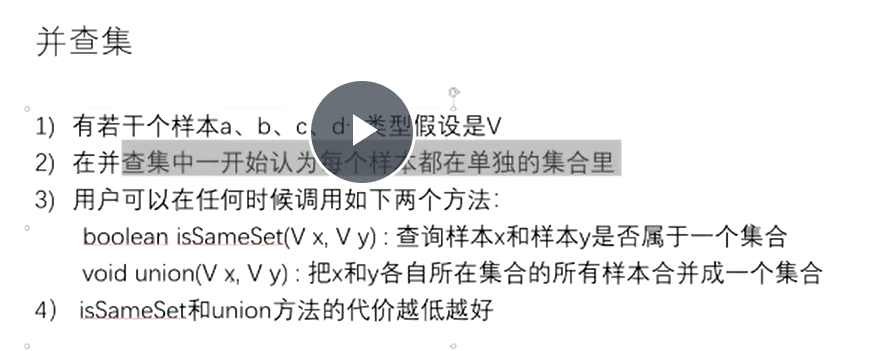 并查集
1) 有若干个样本a、b、c、d 类型假设是V
2) 在并查集中一开始认为每个样本都在单独的集合里
3) 用户可以在任何时候调用如下两个方法:
boolean isSameSet(V x, V y) : 查询样本x和样本y是否属于一个集合
void union(V x, V y) : 把x和y各自所在集合的所有样本合并成一个集合
4) isSameSet和union方法的代价越低越好